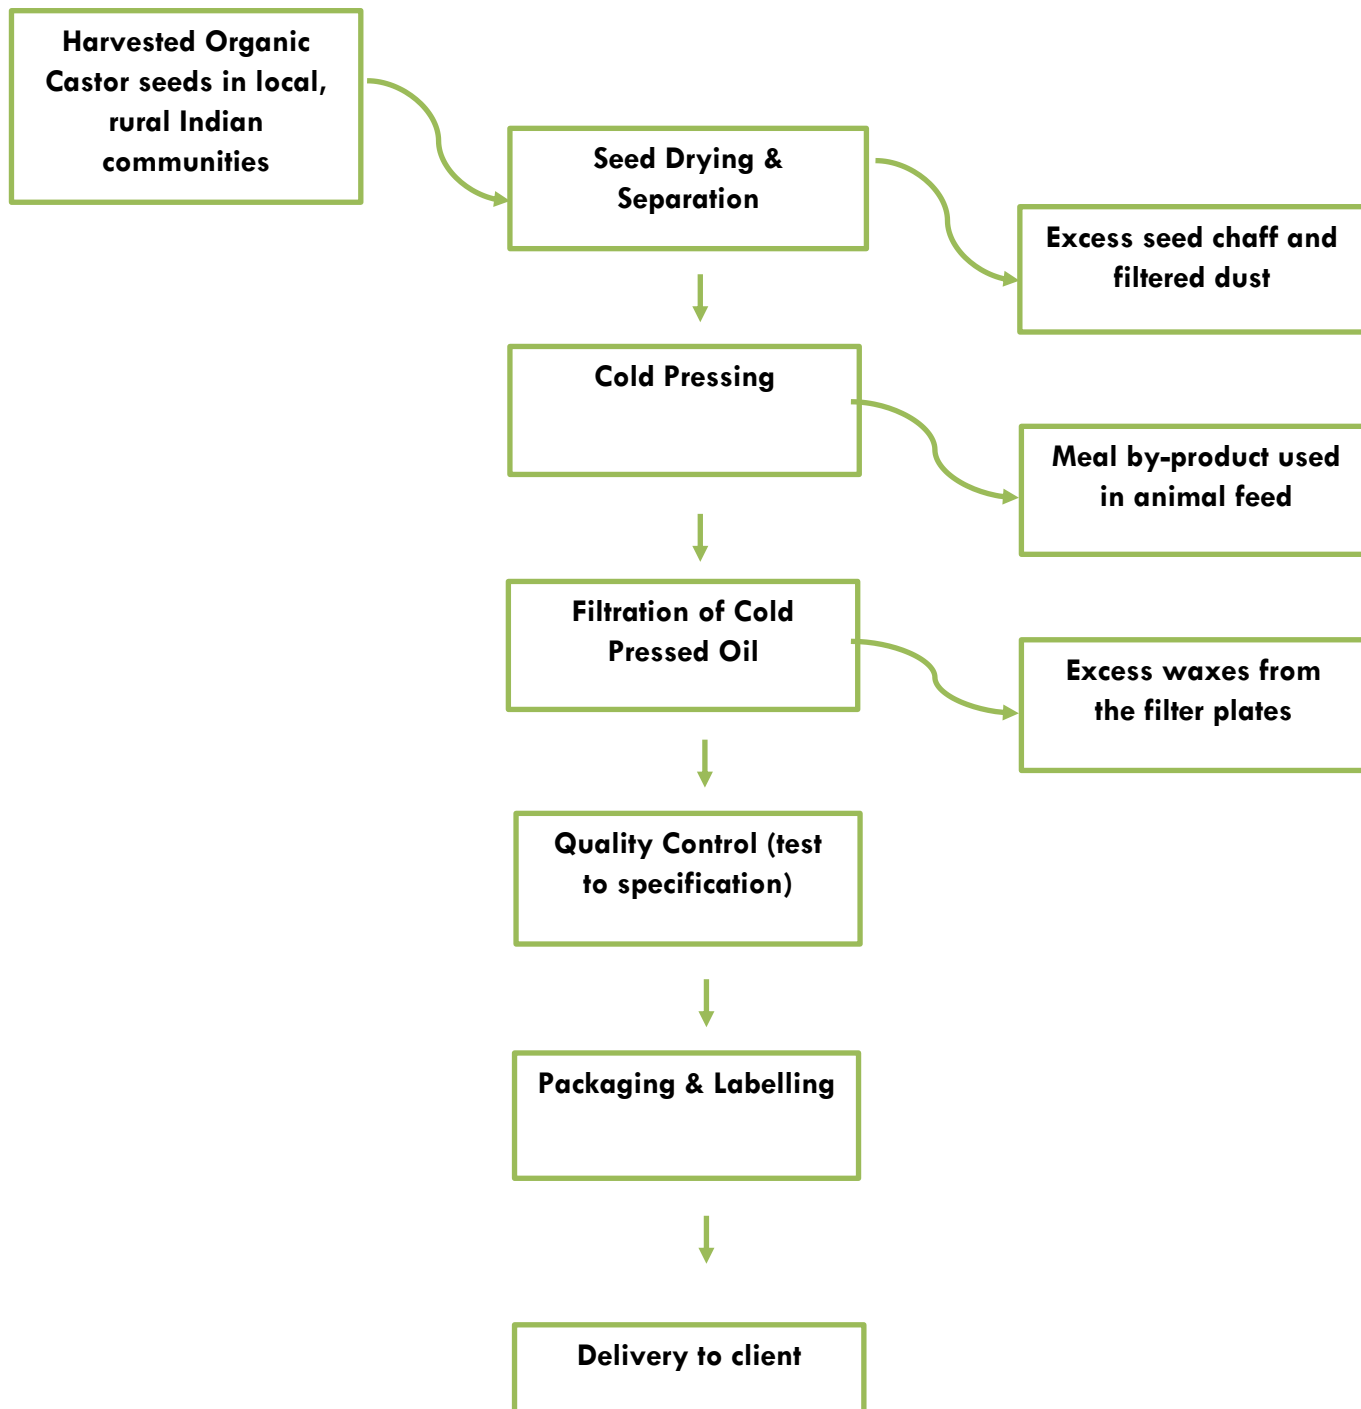 Harvested Organic
Castor seeds in local,
rural Indian
communities
Seed Drying &
Separation
Excess seed chaff and
filtered dust
Cold Pressing
Meal by-product used
in animal feed
Filtration of Cold
Pressed Oil
Excess waxes from
the filter plates
Quality Control (test
to specification)
Packaging & Labelling
Delivery to client